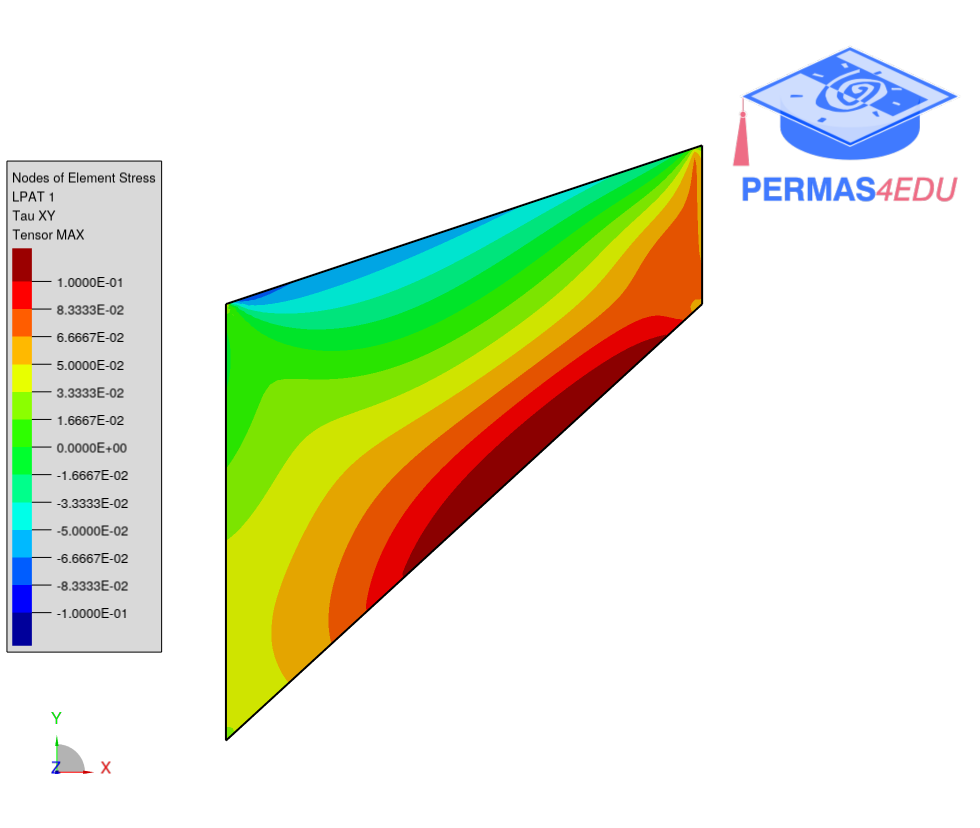 Nodes of Element Stress
LPAT 1
Tau XY
Tensor MAX
1.0000E-01
8.3333E-02
6.6667E-02
5.0000E-02
3.3333E-02
1.6667E-02
0.0000E+00
-1.6667E-02
-3.3333E-02
-5.0000E-02
-6.6667E-02
-8.3333E-02
-1.0000E-01
PERMAS4EDU
Y
Z X